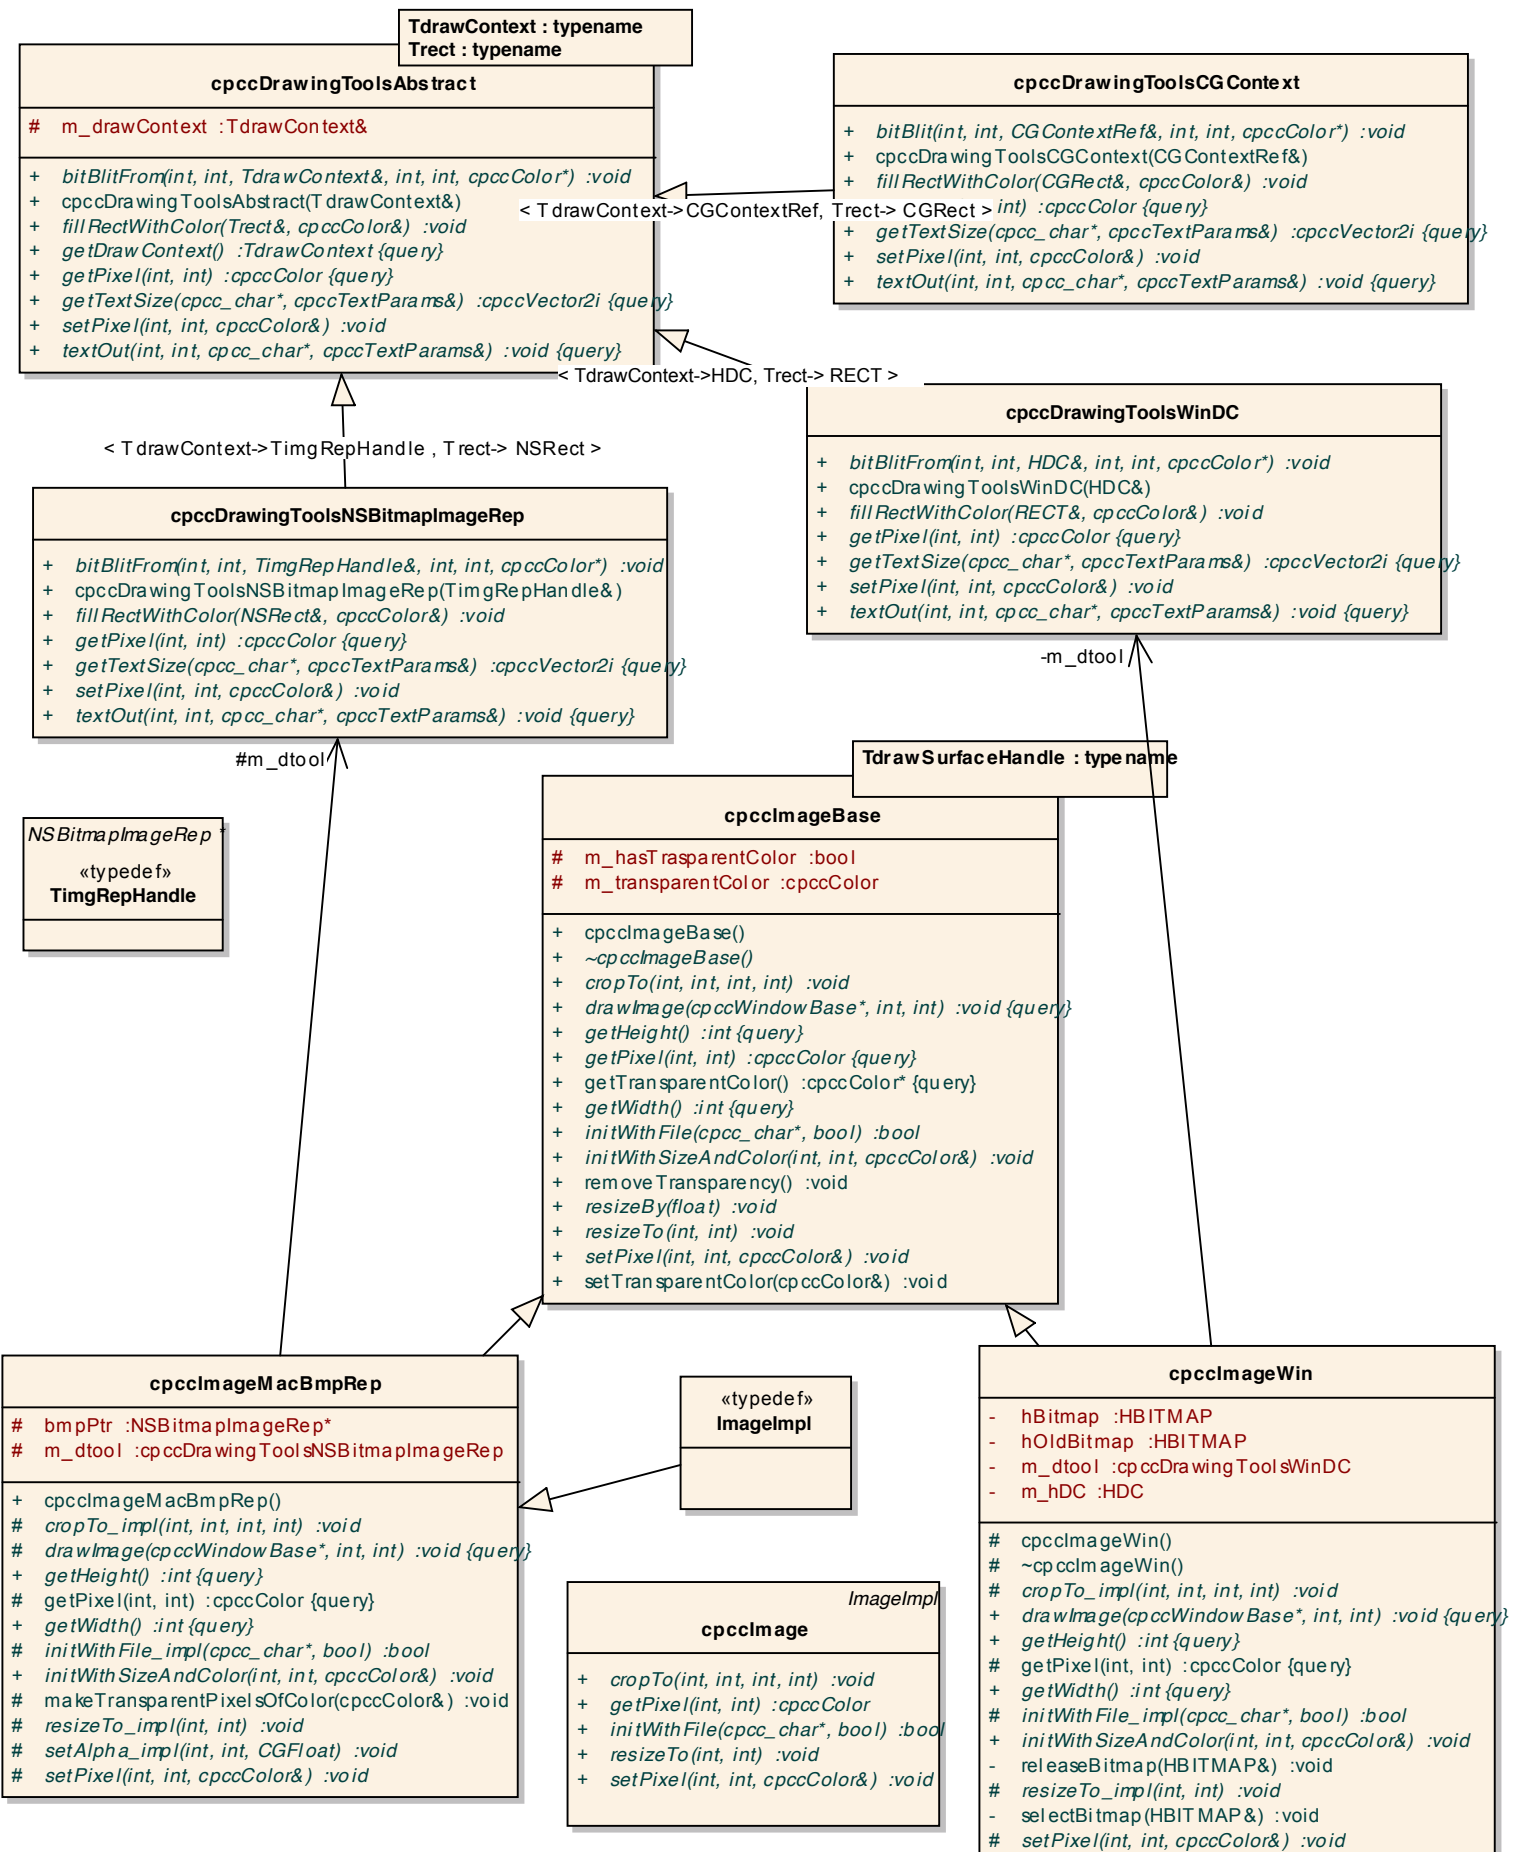 TdrawContext : typename
Trect : typename
cpccDrawingToolsAbstract
# m_drawContext :TdrawContext&
+ bitBlitFrom(int, int, TdrawContext&, int, int, cpccColor*) :void
+ cpccDrawingToolsAbstract(TdrawContext&)
+ fillRectWithColor(Trect&, cpccColor&) :void
+ getDrawContext() :TdrawContext {query}
+ getPixel(int, int) :cpccColor {query}
+ getTextSize(cpcc_char*, cpccTextParams&) :cpccVector2i {query}
+ setPixel(int, int, cpccColor&) :void
+ textOut(int, int, cpcc_char*, cpccTextParams&) :void {query}
cpccDrawingToolsCGContext
+ bitBlit(int, int, CGContextRef&, int, int, cpccColor*) :void
+ cpccDrawingToolsCGContext(CGContextRef&)
+ fillRectWithColor(CGRect&, cpccColor&) :void
int) :cpccColor {query}
+ getTextSize(cpcc_char*, cpccTextParams&) :cpccVector2i {query}
+ setPixel(int, int, cpccColor&) :void
+ textOut(int, int, cpcc_char*, cpccTextParams&) :void {query}
< TdrawContext->CGContextRef, Trect-> CGRect >
< TdrawContext->HDC, Trect-> RECT >
< TdrawContext->TimgRepHandle , Trect-> NSRect >
cpccDrawingToolsWinDC
+ bitBlitFrom(int, int, HDC&, int, int, cpccColor*) :void
+ cpccDrawingToolsWinDC(HDC&)
+ fillRectWithColor(RECT&, cpccColor&) :void
+ getPixel(int, int) :cpccColor {query}
+ getTextSize(cpcc_char*, cpccTextParams&) :cpccVector2i {query}
+ setPixel(int, int, cpccColor&) :void
+ textOut(int, int, cpcc_char*, cpccTextParams&) :void {query}
-m_dtool
cpccDrawingToolsNSBitmapImageRep
+ bitBlitFrom(int, int, TimgRepHandle&, int, int, cpccColor*) :void
+ cpccDrawingToolsNSBitmapImageRep(TimgRepHandle&)
+ fillRectWithColor(NSRect&, cpccColor&) :void
+ getPixel(int, int) :cpccColor {query}
+ getTextSize(cpcc_char*, cpccTextParams&) :cpccVector2i {query}
+ setPixel(int, int, cpccColor&) :void
+ textOut(int, int, cpcc_char*, cpccTextParams&) :void {query}
#m_dtool
NSBitmapImageRep *
«typedef»
TimgRepHandle
TdrawSurfaceHandle : typename
cpccImageBase
# m_hasTrasparentColor :bool
# m_transparentColor :cpccColor
+ cpccImageBase()
+ ~cpccImageBase()
+ cropTo(int, int, int, int) :void
+ drawImage(cpccWindowBase*, int, int) :void {query}
+ getHeight() :int {query}
+ getPixel(int, int) :cpccColor {query}
+ getTransparentColor() :cpccColor* {query}
+ getWidth() :int {query}
+ initWithFile(cpcc_char*, bool) :bool
+ initWithSizeAndColor(int, int, cpccColor&) :void
+ removeTransparency() :void
+ resizeBy(float) :void
+ resizeTo(int, int) :void
+ setPixel(int, int, cpccColor&) :void
+ setTransparentColor(cpccColor&) :void
cpccImageMacBmpRep
# bmpPtr :NSBitmapImageRep*
# m_dtool :cpccDrawingToolsNSBitmapImageRep
+ cpccImageMacBmpRep()
# cropTo_impl(int, int, int, int) :void
# drawImage(cpccWindowBase*, int, int) :void {query}
+ getHeight() :int {query}
# getPixel(int, int) :cpccColor {query}
+ getWidth() :int {query}
# initWithFile_impl(cpcc_char*, bool) :bool
+ initWithSizeAndColor(int, int, cpccColor&) :void
# makeTransparentPixelsOfColor(cpccColor&) :void
# resizeTo_impl(int, int) :void
# setAlpha_impl(int, int, CGFloat) :void
# setPixel(int, int, cpccColor&) :void
«typedef»
ImageImpl
ImageImpl
cpccImage
+ cropTo(int, int, int, int) :void
+ getPixel(int, int) :cpccColor
+ initWithFile(cpcc_char*, bool) :bool
+ resizeTo(int, int) :void
+ setPixel(int, int, cpccColor&) :void
cpccImageWin
- hBitmap :HBITMAP
- hOldBitmap :HBITMAP
- m_dtool :cpccDrawingToolsWinDC
- m_hDC :HDC
# cpccImageWin()
# ~cpccImageWin()
# cropTo_impl(int, int, int, int) :void
+ drawImage(cpccWindowBase*, int, int) :void {query}
+ getHeight() :int {query}
# getPixel(int, int) :cpccColor {query}
+ getWidth() :int {query}
# initWithFile_impl(cpcc_char*, bool) :bool
+ initWithSizeAndColor(int, int, cpccColor&) :void
- releaseBitmap(HBITMAP&) :void
# resizeTo_impl(int, int) :void
- selectBitmap(HBITMAP&) :void
# setPixel(int, int, cpccColor&) :void